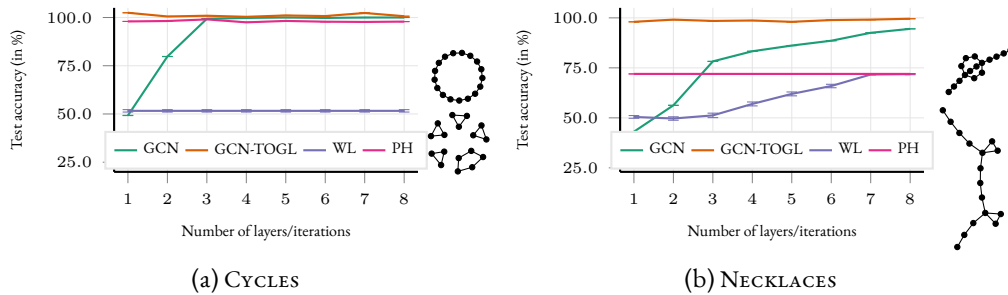 Test accuracy (in %)
100.0
75.0
50.0
25.0
GCN GCN-TOGL WL PH
1 2 3 4 5 6 7 8
Number of layers/iterations
(a) CYCLES
Test accuracy (in %)
100.0
75.0
50.0
25.0
GCN GCN-TOGL WL PH
1 2 3 4 5 6 7 8
Number of layers/iterations
(b) NECKLACES